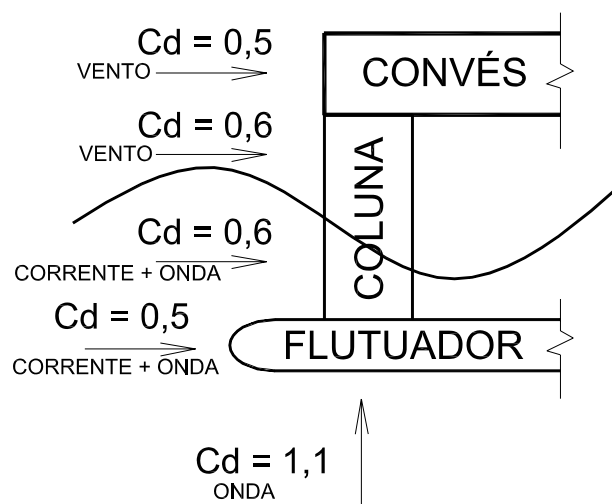 Cd = 0,5
VENTO
CONVÉS
Cd = 0,6
VENTO
COLUNA
Cd = 0,6
CORRENTE + ONDA
Cd = 0,5
CORRENTE + ONDA
FLUTUADOR
Cd = 1,1
ONDA